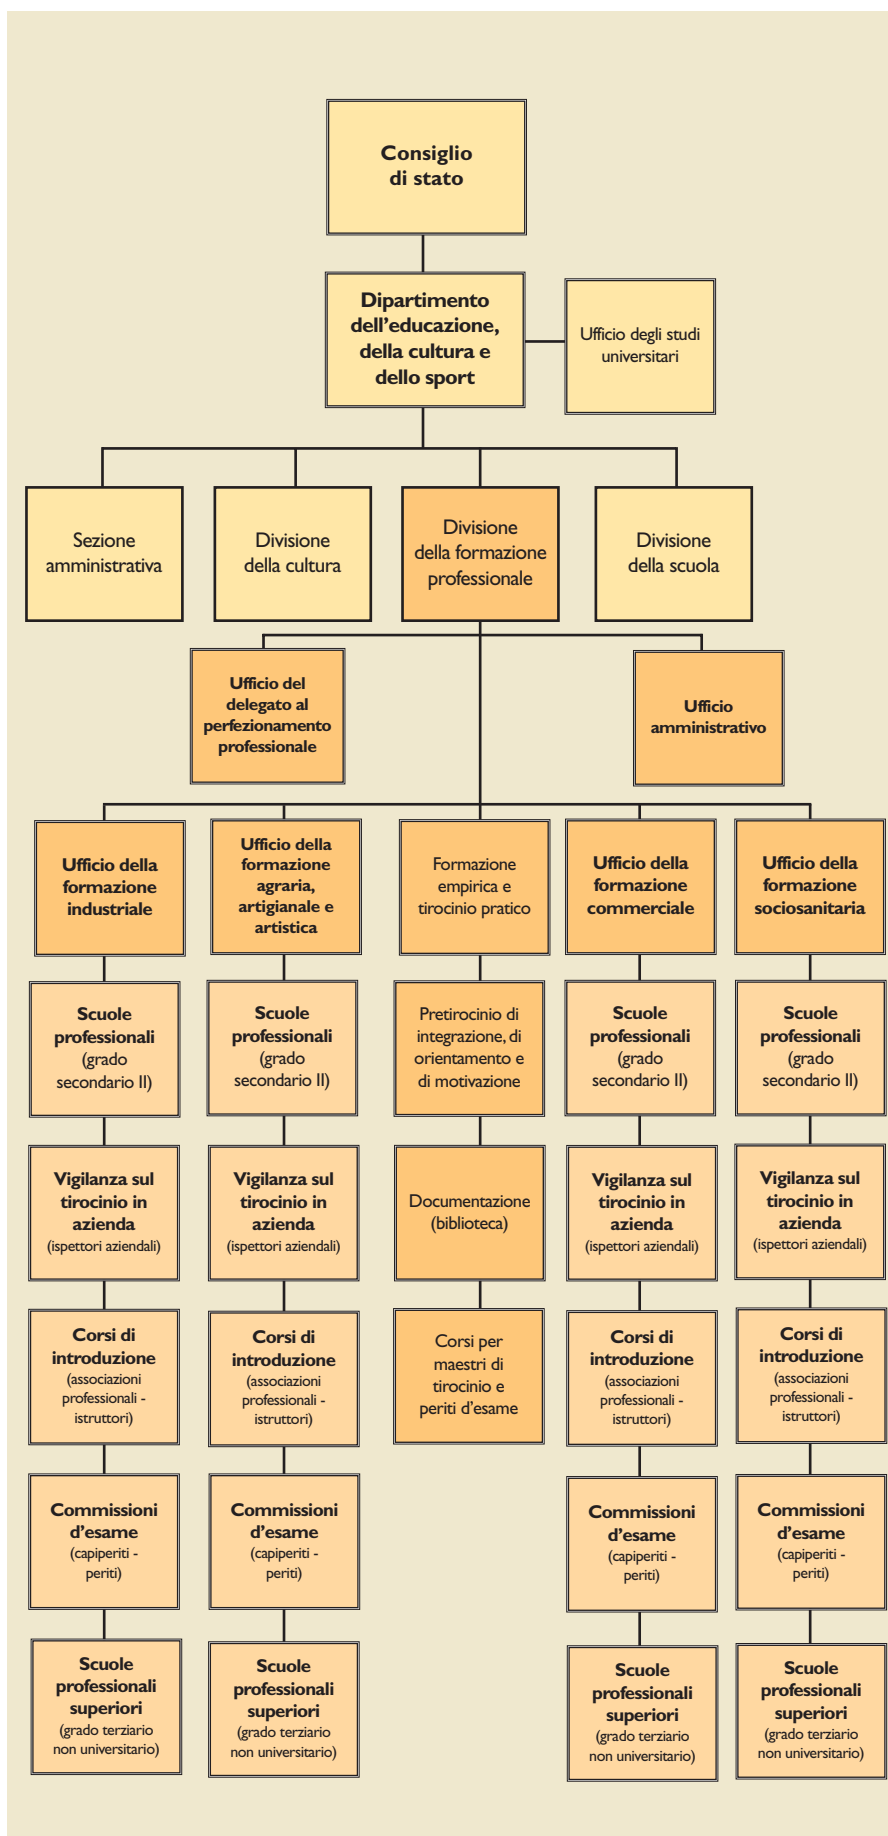 Consiglio
di stato
Dipartimento
dell'educazione,
della cultura e
dello sport
Ufficio degli studi
universitari
Sezione
amministrativa
Divisione
della cultura
Divisione
della formazione
professionale
Divisione
della scuola
Ufficio del
delegato al
perfezionamento
professionale
Ufficio
amministrativo
Ufficio della
formazione
industriale
Ufficio della
formazione
agraria,
artigianale e
artistica
Formazione
empirica e
tirocinio pratico
Ufficio della
formazione
commerciale
Ufficio della
formazione
sociosanitaria
Scuole
professionali
(grado
secondario II)
Scuole
professionali
(grado
secondario II)
Pretirocinio di
integrazione, di
orientamento e
di motivazione
Scuole
professionali
(grado
secondario II)
Scuole
professionali
(grado
secondario II)
Vigilanza sul
tirocinio in
azienda
(ispettori aziendali)
Vigilanza sul
tirocinio in
azienda
(ispettori aziendali)
Documentazione
(biblioteca)
Vigilanza sul
tirocinio in
azienda
(ispettori aziendali)
Vigilanza sul
tirocinio in
azienda
(ispettori aziendali)
Corsi di
introduzione
(associazioni
professionali -
istruttori)
Corsi di
introduzione
(associazioni
professionali -
istruttori)
Corsi per
maestri di
tirocinio e
periti d'esame
Corsi di
introduzione
(associazioni
professionali -
istruttori)
Corsi di
introduzione
(associazioni
professionali -
istruttori)
Commissioni
d'esame
(capiperiti -
periti)
Commissioni
d'esame
(capiperiti -
periti)
Commissioni
d'esame
(capiperiti -
periti)
Commissioni
d'esame
(capiperiti -
periti)
Scuole
professionali
superiori
(grado terziario
non universitario)
Scuole
professionali
superiori
(grado terziario
non universitario)
Scuole
professionali
superiori
(grado terziario
non universitario)
Scuole
professionali
superiori
(grado terziario
non universitario)